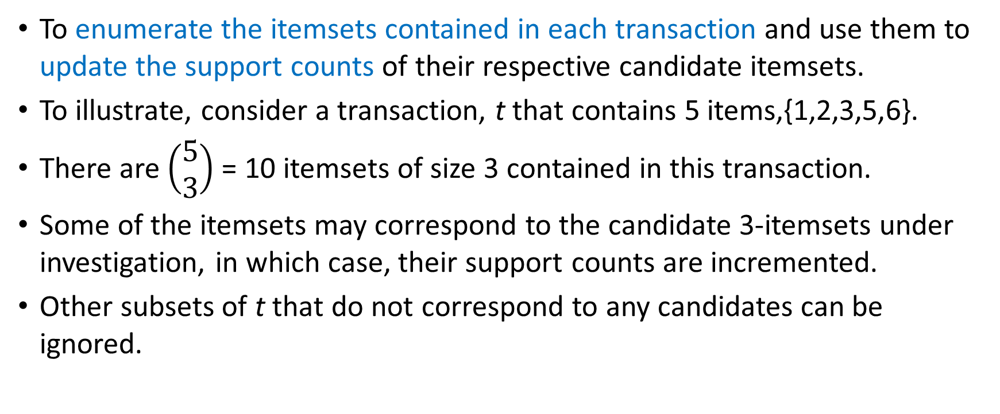 • To enumerate the itemsets contained in each transaction and use them to
update the support counts of their respective candidate itemsets.
• To illustrate, consider a transaction, t that contains 5 items,{1,2,3,5,6}.
• There are (5 3) = 10 itemsets of size 3 contained in this transaction.
• Some of the itemsets may correspond to the candidate 3-itemsets under
investigation, in which case, their support counts are incremented.
• Other subsets of t that do not correspond to any candidates can be
ignored.